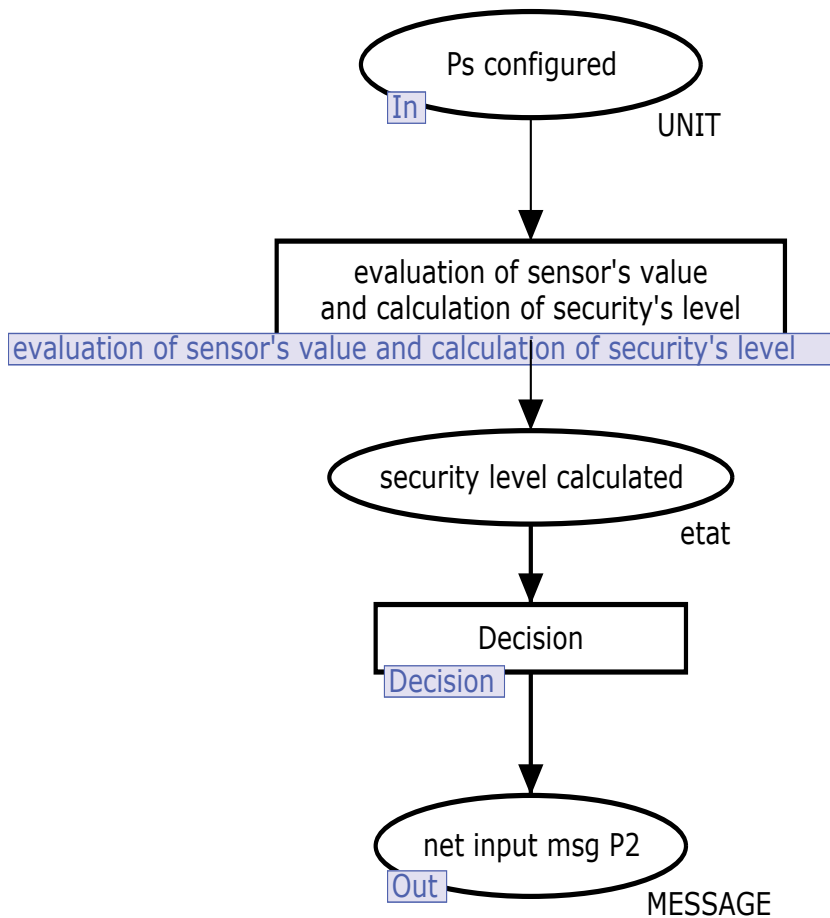 Ps configured
In
UNIT
evaluation of sensor's value
and calculation of security's level
evaluation of sensor's value and calculation of security's level
security level calculated
etat
Decision
Decision
net input msg P2
Out
MESSAGE